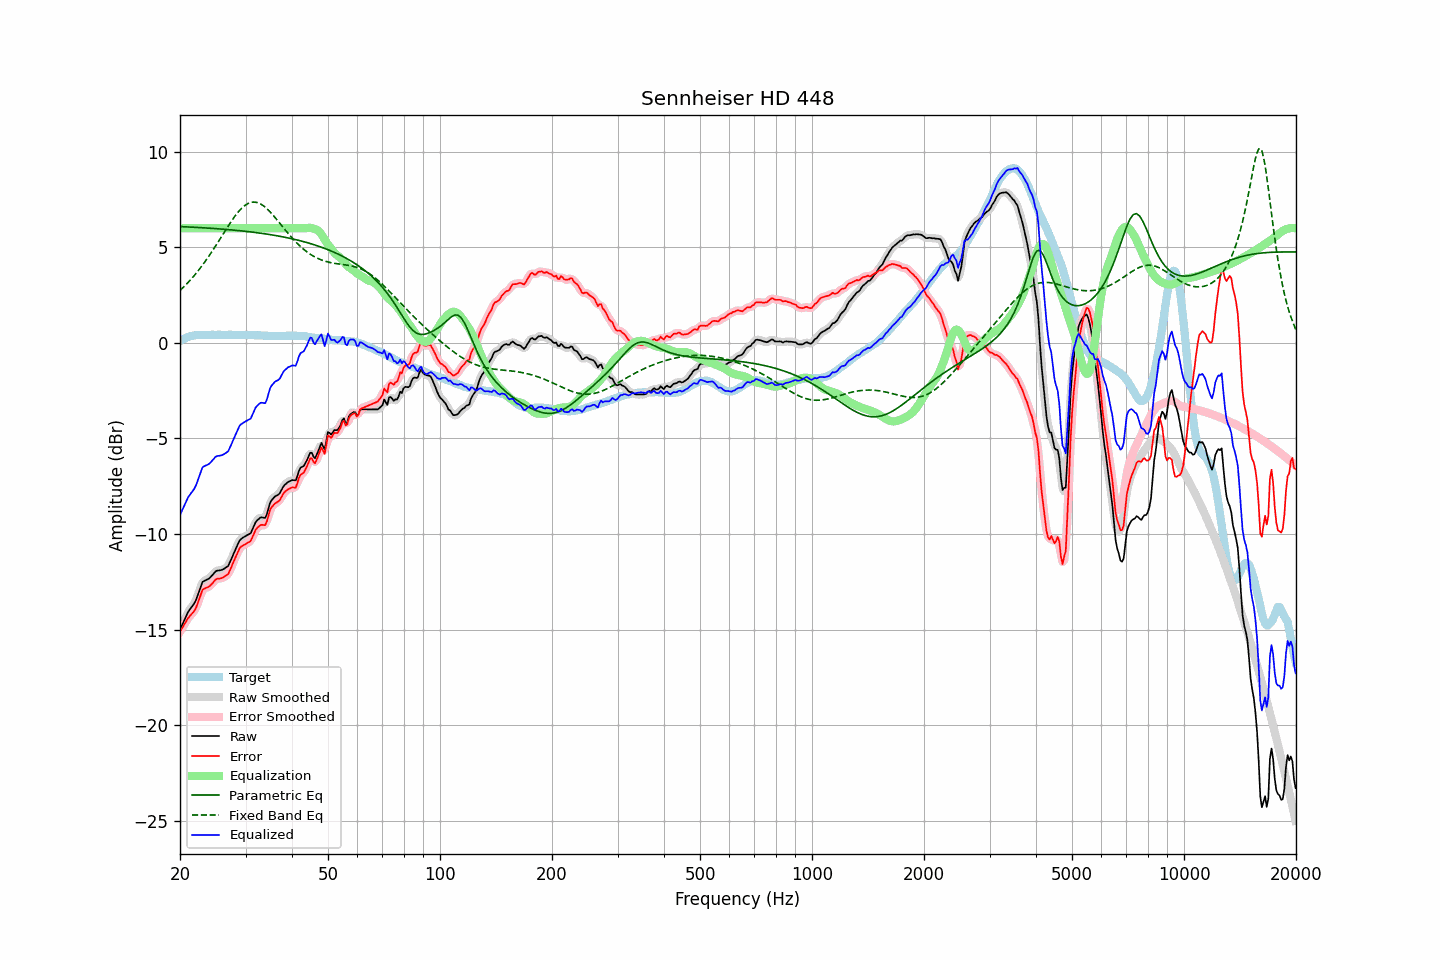 Sennheiser HD 448
Amplitude (dBr)
10
5
0
−5
−10
−15
−20
−25
Target
Raw Smoothed
Error Smoothed
Raw
Error
Equalization
Parametric Eq
Fixed Band Eq
Equalized
20 50 100 200 500 1000 2000 5000 10000 20000
Frequency (Hz)